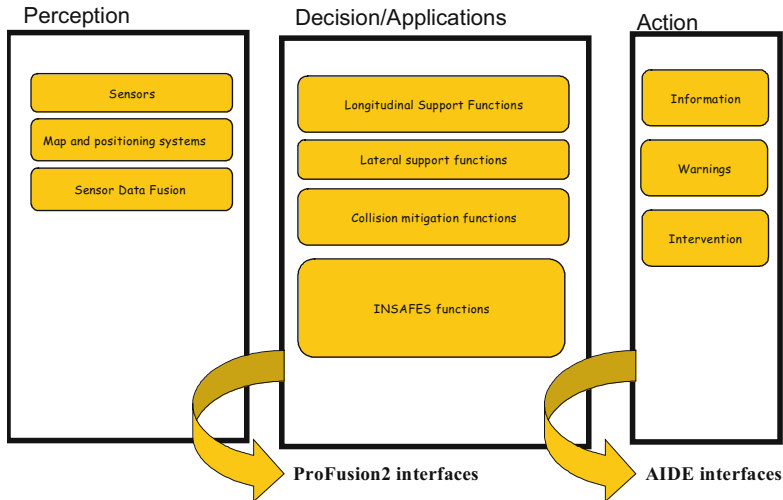 Perception
Sensors
Map and positioning systems
Sensor Data Fusion
Decision/Applications
Longitudinal Support Functions
Lateral support functions
Collision mitigation functions
INSAFES functions
Action
Information
Warnings
Intervention
ProFusion2 interfaces
AIDE interfaces